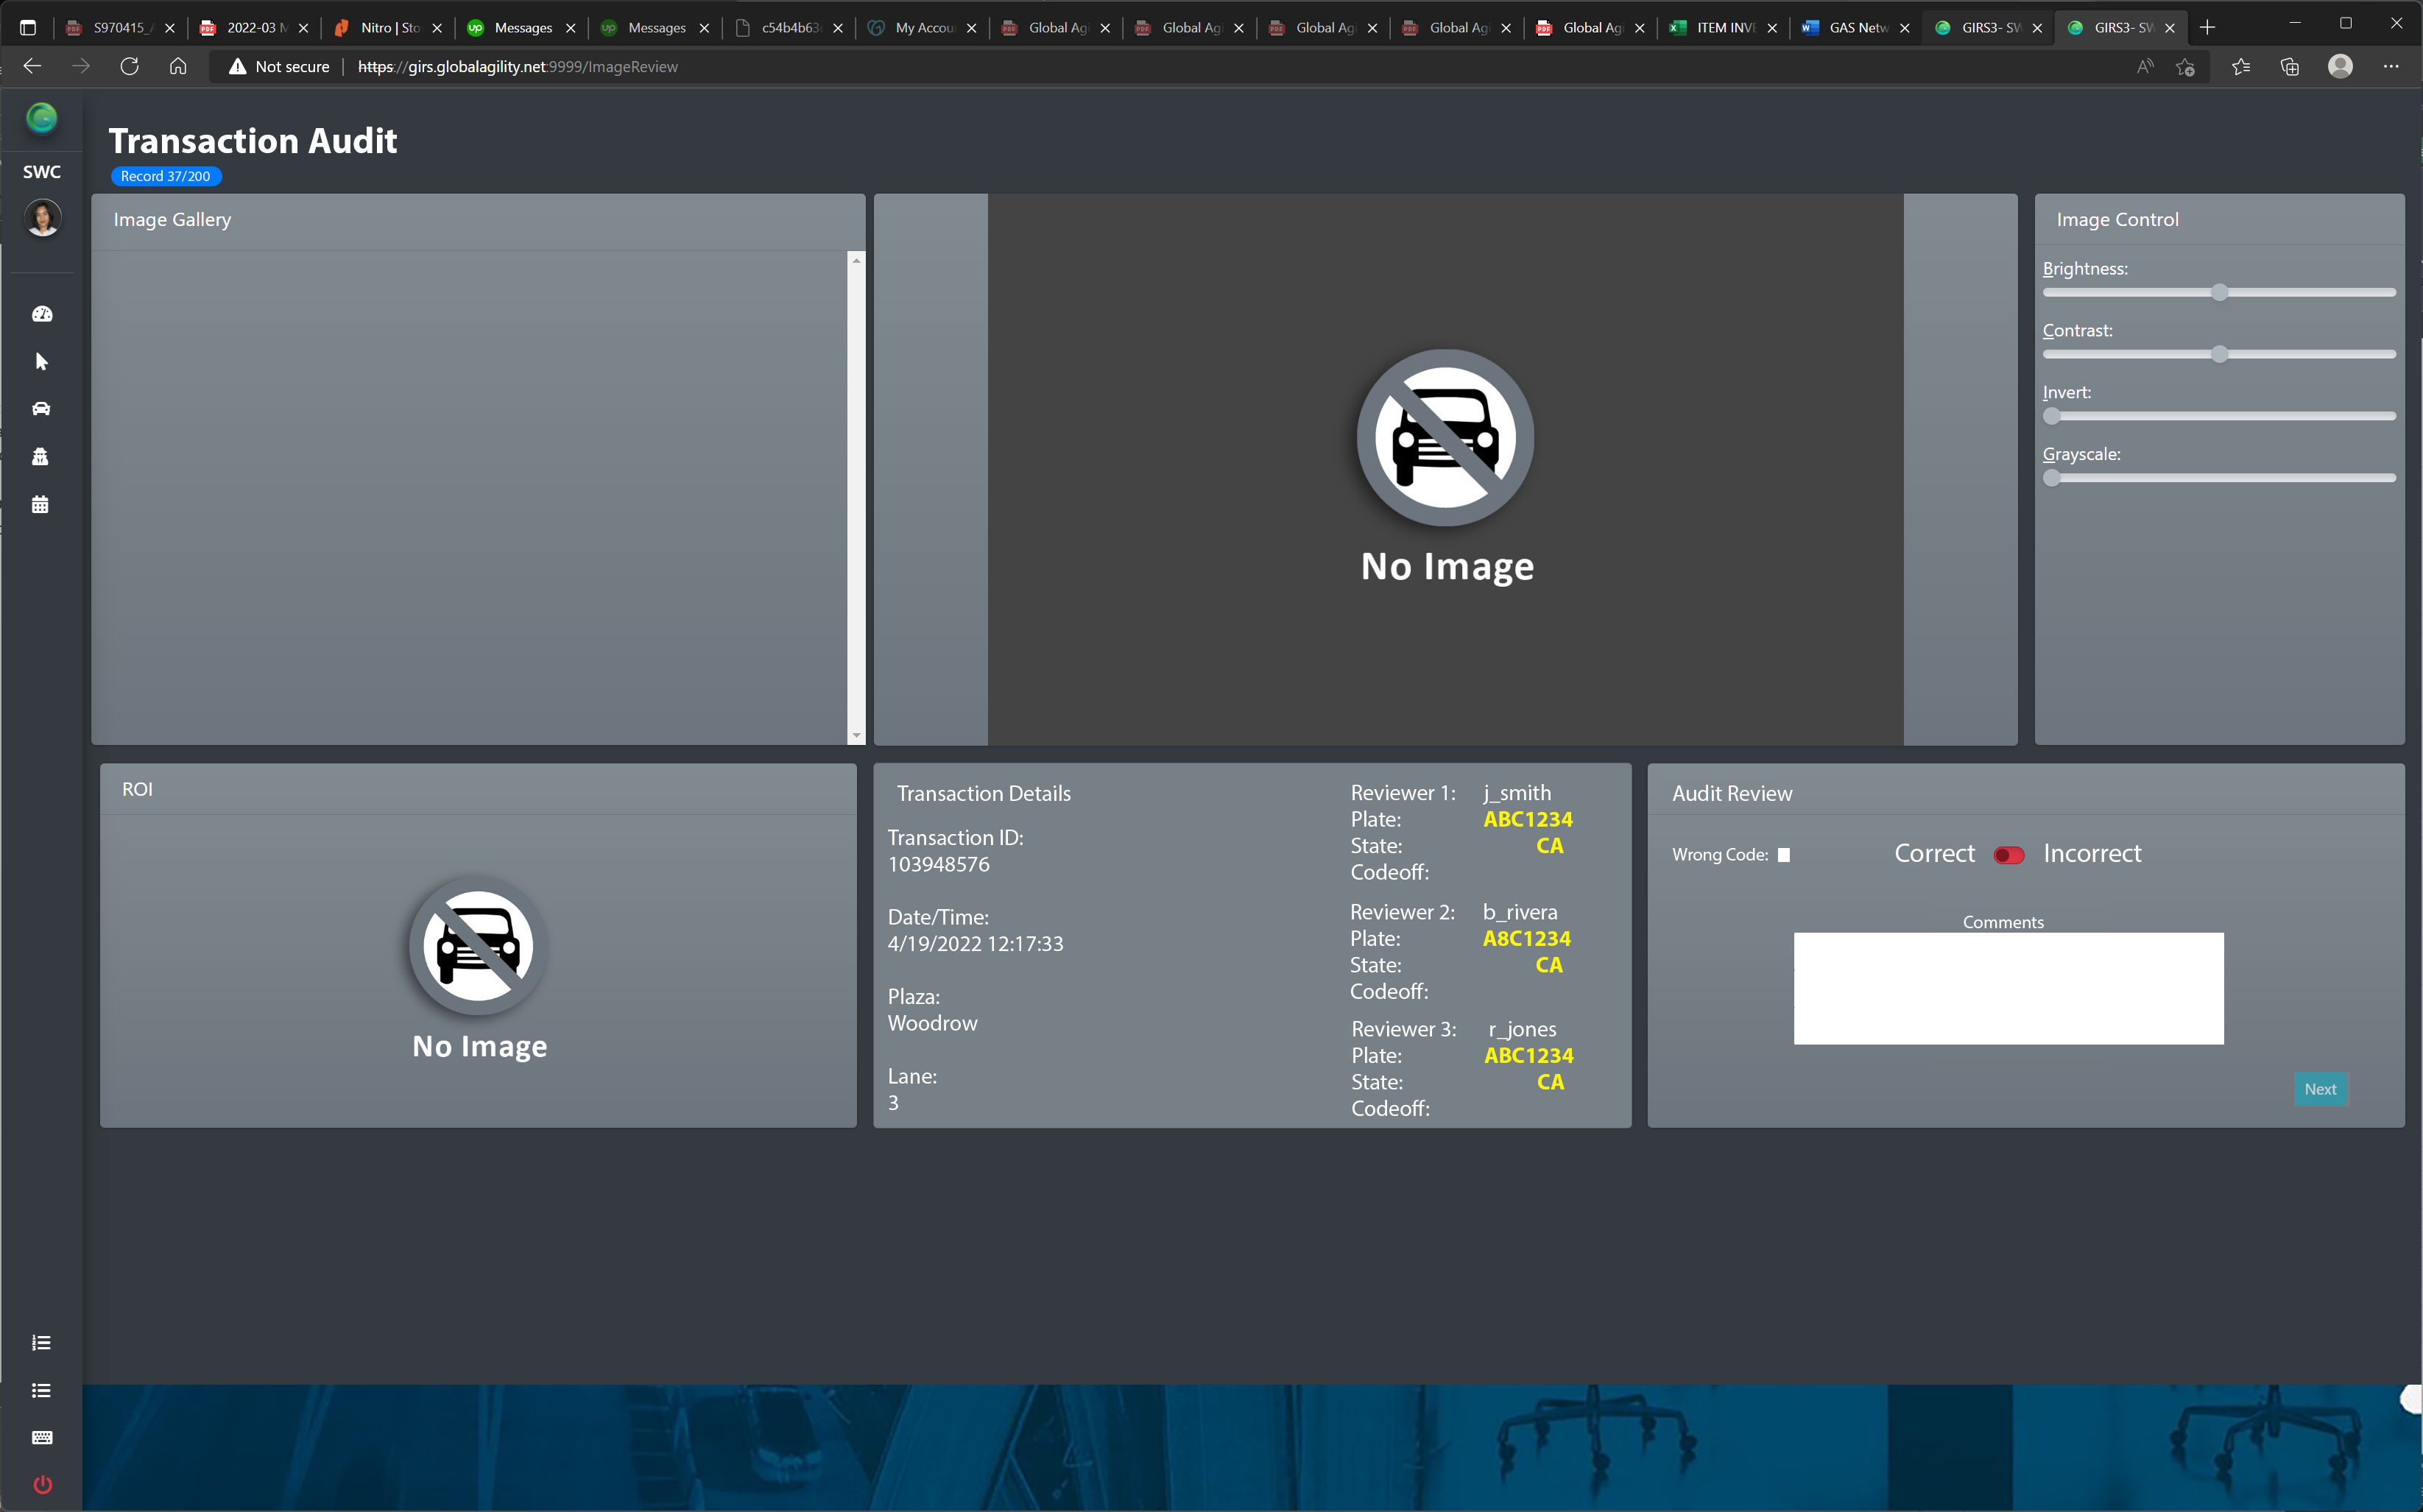 S970415_
2022-03 M
Nitro | Sto
Messages
Messages
c54b4b63
My Accou
Global Ag
Global Ag
Global Ag
Global Ag
Global Ag
ITEM INVE
GAS Netw
GIRS3- SW
GIRS3- SW
Not secure
https://girs.globalagility.net:9999/ImageReview
SWC
Transaction Audit
Record 37/200
Image Gallery
No Image
Image Control
Brightness:
Contrast:
Invert:
Grayscale:
ROI
No Image
Transaction Details
Transaction ID:
103948576
Date/Time:
4/19/2022 12:17:33
Plaza:
Woodrow
Lane:
3
Reviewer 1: j_smith
Plate: ABC1234
State: CA
Codeoff:
Reviewer 2: b_rivera
Plate: A8C1234
State: CA
Codeoff:
Reviewer 3: r_jones
Plate: ABC1234
State: CA
Codeoff:
Audit Review
Wrong Code:
Correct Incorrect
Comments
Next